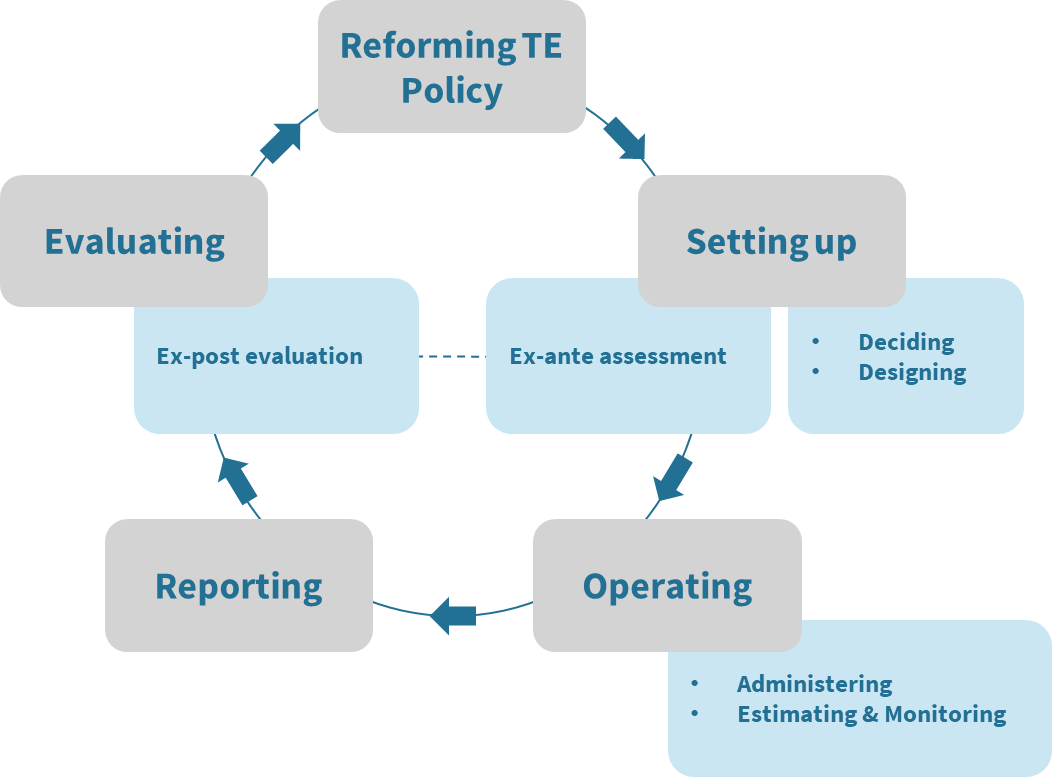 Reforming TE
Policy
Evaluating
Setting up
Ex-post evaluation
Ex-ante assessment
• Deciding
• Designing
Reporting
Operating
• Administering
• Estimating & Monitoring